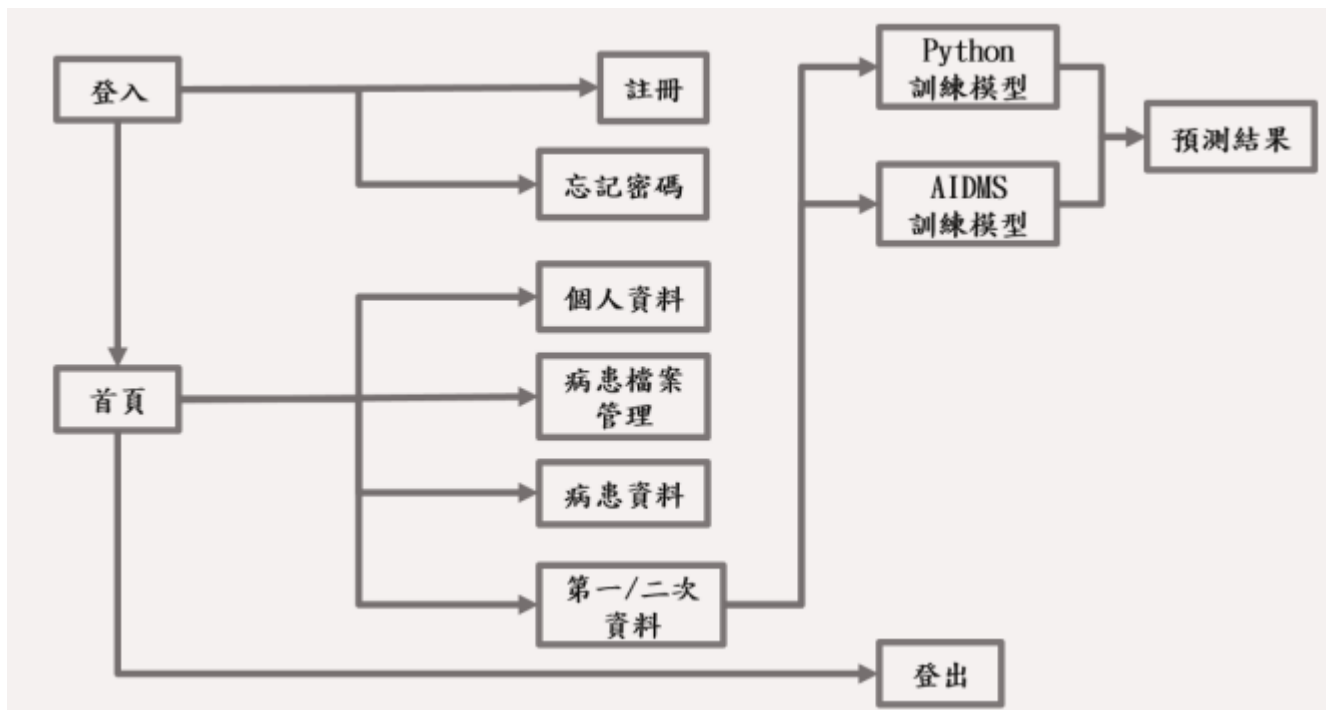 登入
註冊
忘記密碼
首頁
個人資料
病患檔案
管理
病患資料
第一/二次
資料
Python
訓練模型
AIDMS
訓練模型
預測結果
登出